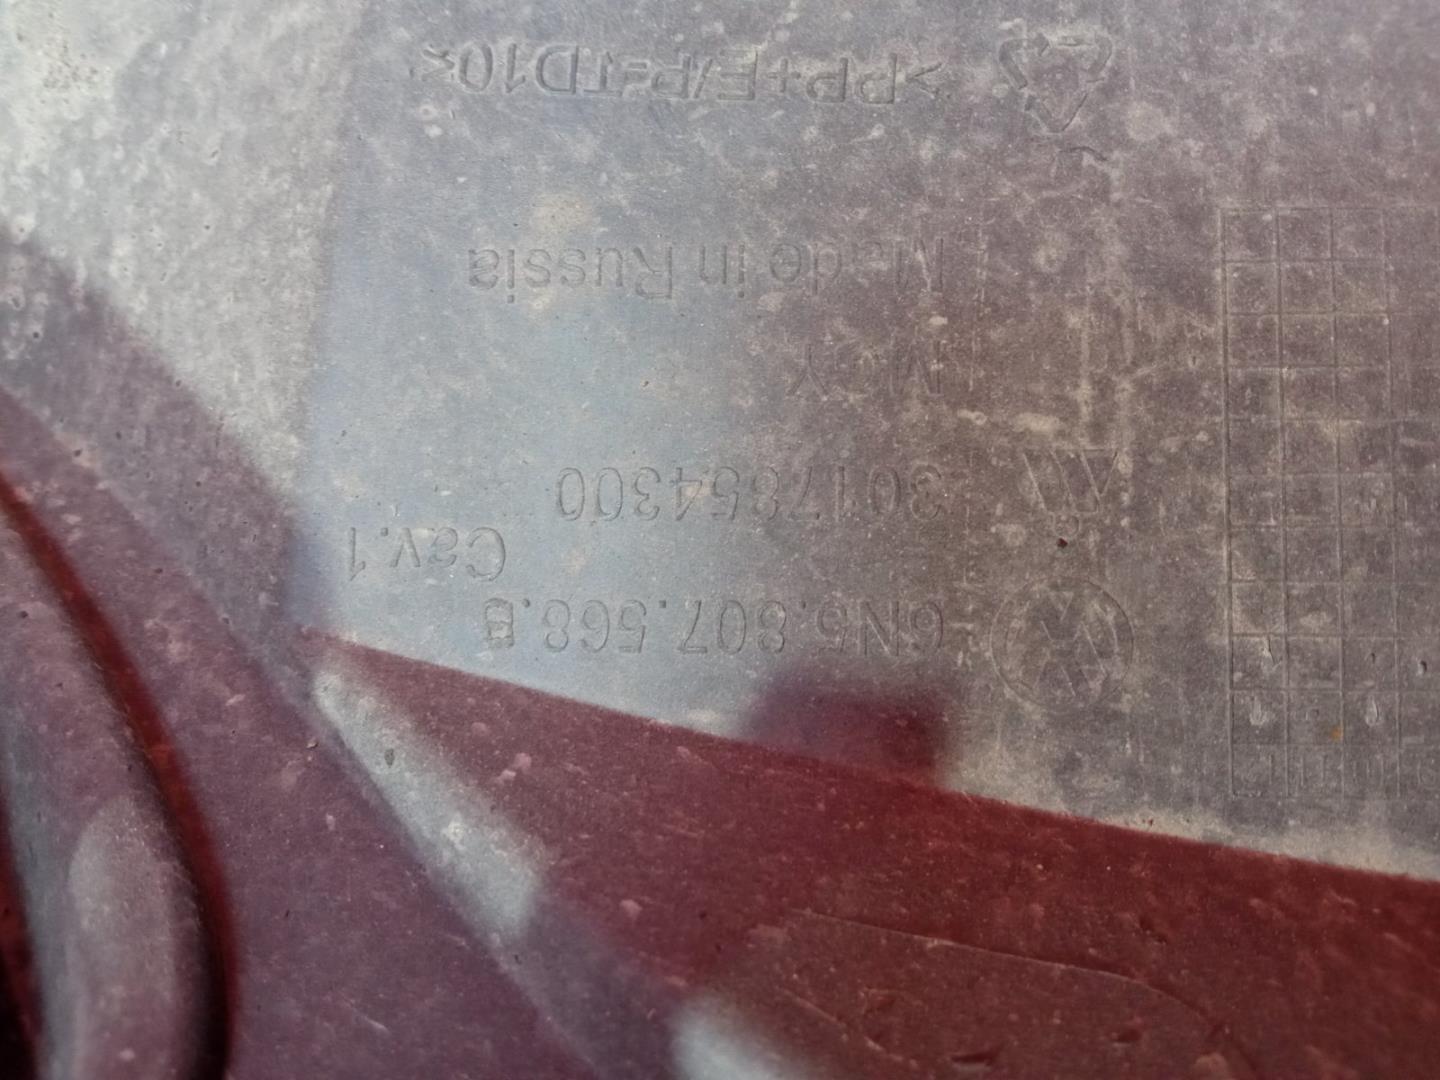 6N5.807.568.B
Cav.1
3017854300
Made in Russia
>PP+E/P-TD10<